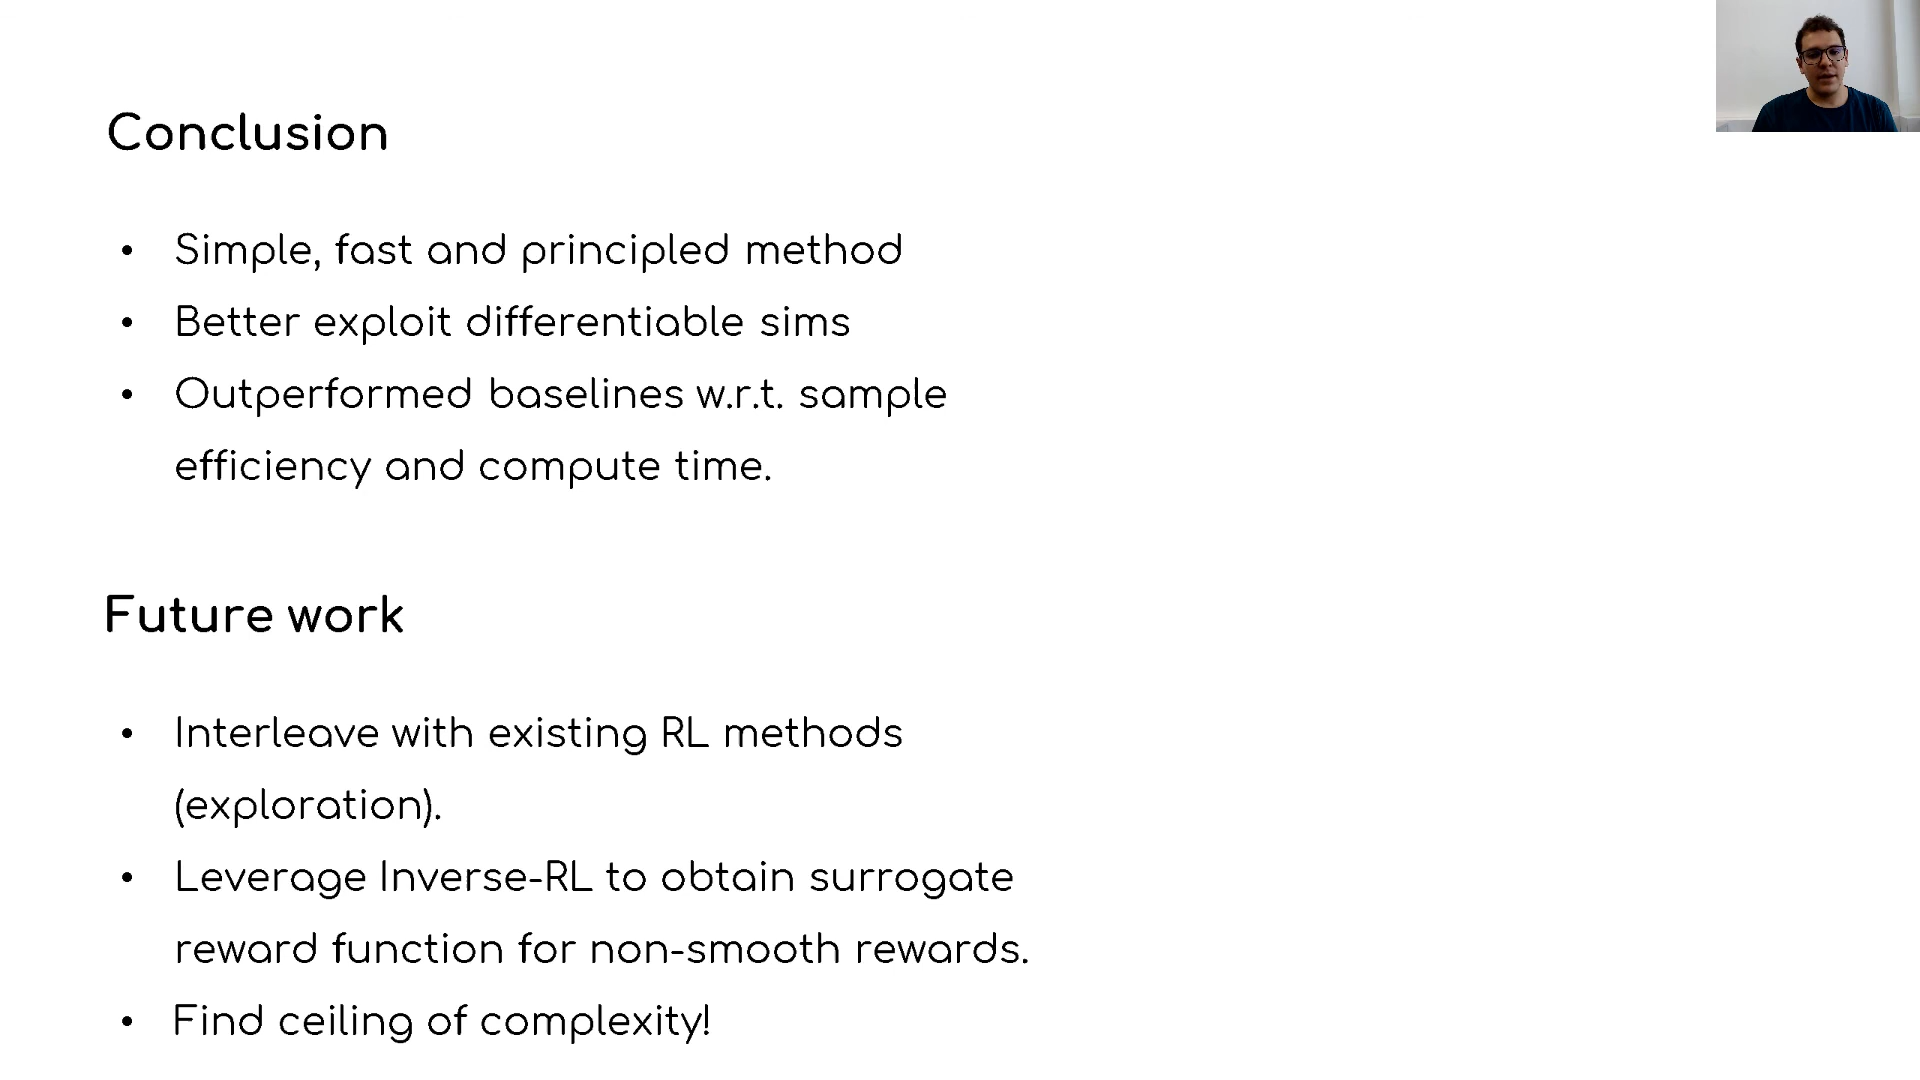 Conclusion
• Simple, fast and principled method
• Better exploit differentiable sims
• Outperformed baselines w.r.t. sample
efficiency and compute time.
Future work
• Interleave with existing RL methods
(exploration).
• Leverage Inverse-RL to obtain surrogate
reward function for non-smooth rewards.
• Find ceiling of complexity!